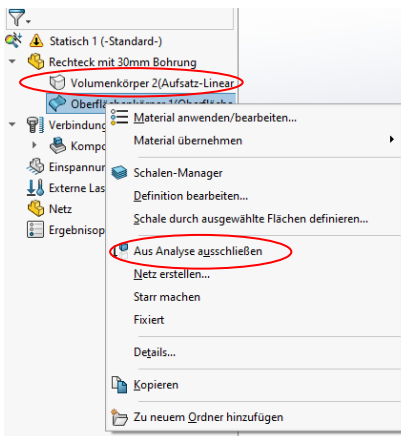 Statisch 1 (-Standard-)
Rechteck mit 30mm Bohrung
Volumenkörper 2(Aufsatz-Linear
Oberflächenkörper 1(Oberfläche
Verbindung
Material anwenden/bearbeiten...
Kompo
Material übernehmen
Einspannun
Schalen-Manager
Externe Las
Definition bearbeiten...
Netz
Schale durch ausgewählte Flächen definieren...
Ergebnisop
Aus Analyse ausschließen
Netz erstellen...
Starr machen
Fixiert
Details...
Kopieren
Zu neuem Ordner hinzufügen